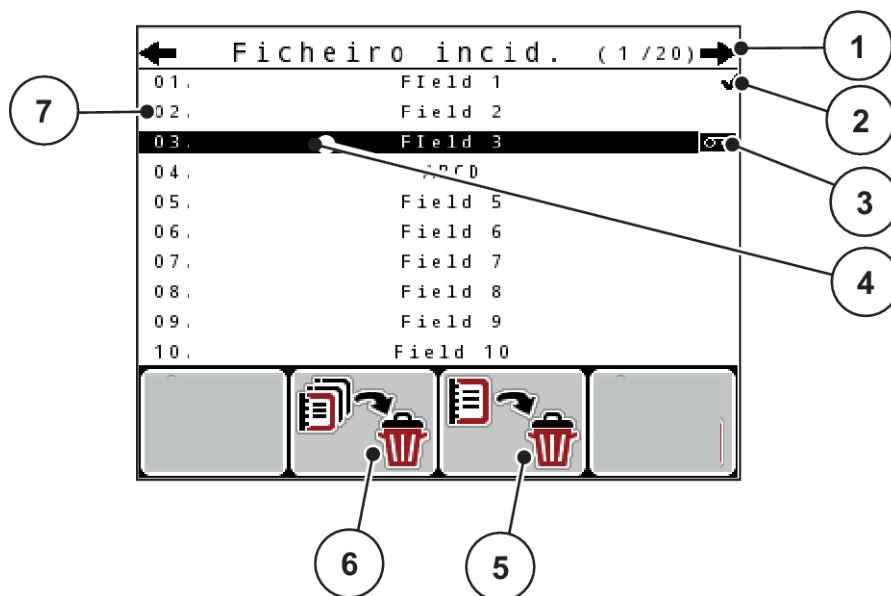 Ficheiro incid. (1/20)
01. FIeld 1
02. Field 2
03. FIeld 3
04. ABCD
05. Field 5
06. Field 6
07. Field 7
08. Field 8
09. Field 9
10. Field 10
1
2
3
4
5
6
7